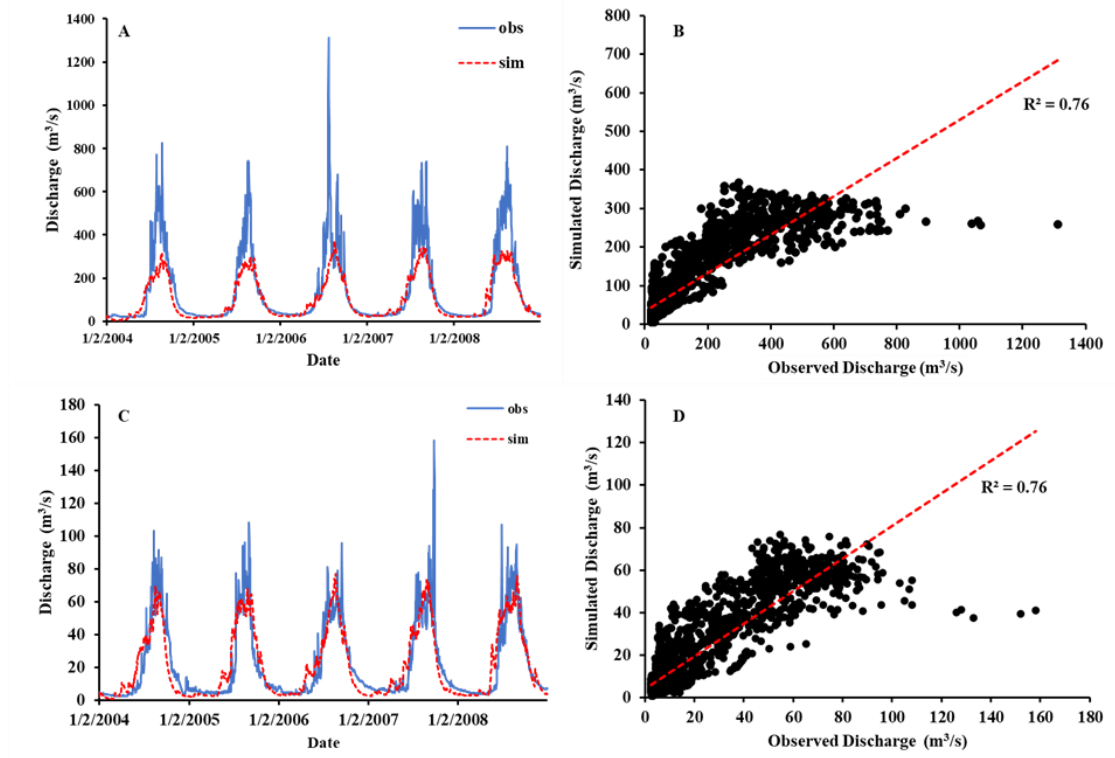 A
obs
sim
1400
1200
1000
800
600
400
200
0
Discharge (m³/s)
1/2/2004 1/2/2005 1/2/2006 1/2/2007 1/2/2008
Date
B
800
700
600
500
400
300
200
100
0
Simulated Discharge (m³/s)
R² = 0.76
0 200 400 600 800 1000 1200 1400
Observed Discharge (m³/s)
C
obs
sim
180
160
140
120
100
80
60
40
20
0
Discharge (m³/s)
1/2/2004 1/2/2005 1/2/2006 1/2/2007 1/2/2008
Date
D
140
120
100
80
60
40
20
0
Simulated Discharge (m³/s)
R² = 0.76
0 20 40 60 80 100 120 140 160 180
Observed Discharge (m³/s)